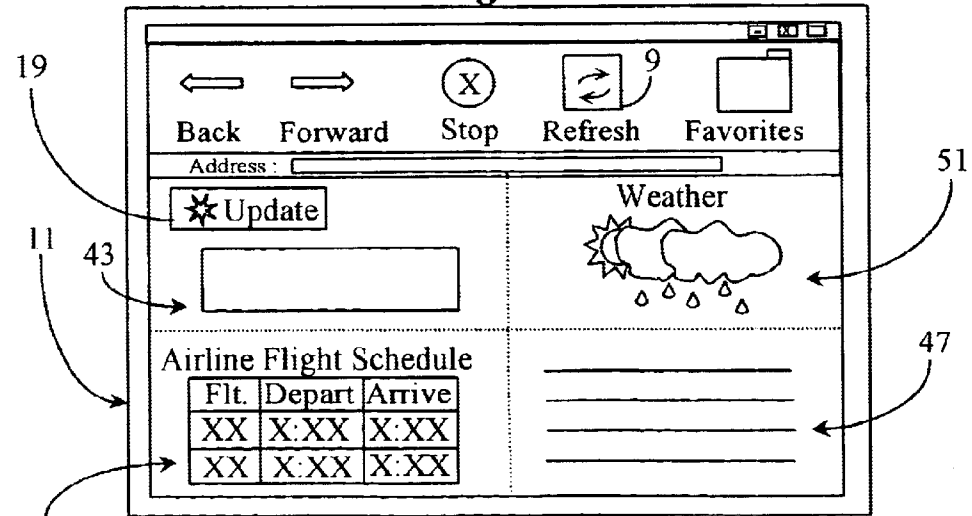 19
9
Back Forward Stop Refresh Favorites
Address :
51
Update
Weather
11
43
47
Airline Flight Schedule
Flt. Depart Arrive
XX X:XX X:XX
XX X:XX X:XX